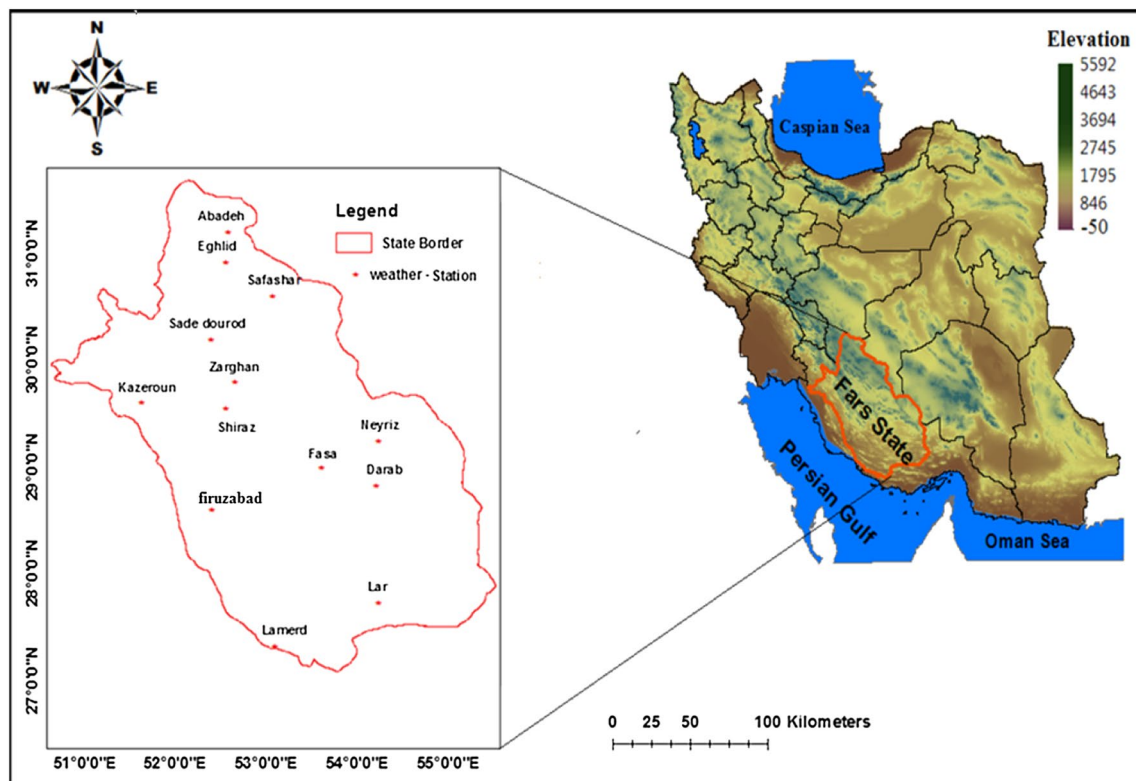 N
W E
S
Elevation
5592
4643
3694
2745
1795
846
-50
Caspian Sea
Fars State
Persian Gulf
Oman Sea
Legend
State Border
weather - Station
Abadeh
Eghlid
Safashar
Sade dourod
Zarghan
Kazeroun
Shiraz
Neyriz
Fasa
Darab
firuzabad
Lar
Lamerd
31°0'0"N
30°0'0"N
29°0'0"N
28°0'0"N
27°0'0"N
51°0'0"E 52°0'0"E 53°0'0"E 54°0'0"E 55°0'0"E
0 25 50 100 Kilometers